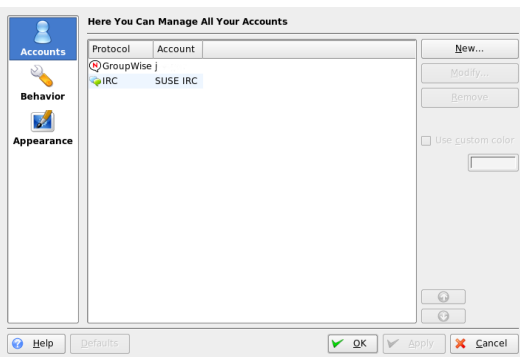 Here You Can Manage All Your Accounts
Accounts
Behavior
Appearance
Protocol Account
GroupWise j
IRC SUSE IRC
New...
Modify...
Remove
Use custom color
Help
Defaults
OK
Apply
Cancel